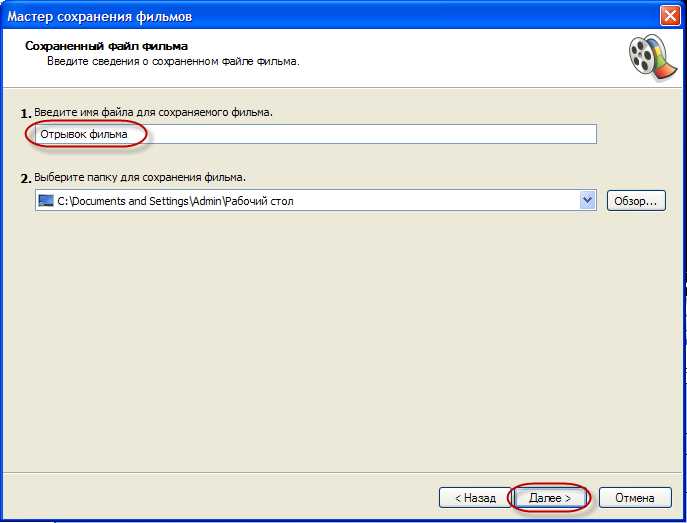 Мастер сохранения фильмов
Сохраненный файл фильма
Введите сведения о сохраненном файле фильма.
1. Введите имя файла для сохраняемого фильма.
Отрывок фильма
2. Выберите папку для сохранения фильма.
C:\Documents and Settings\Admin\Рабочий стол
Обзор...
< Назад
Далее >
Отмена